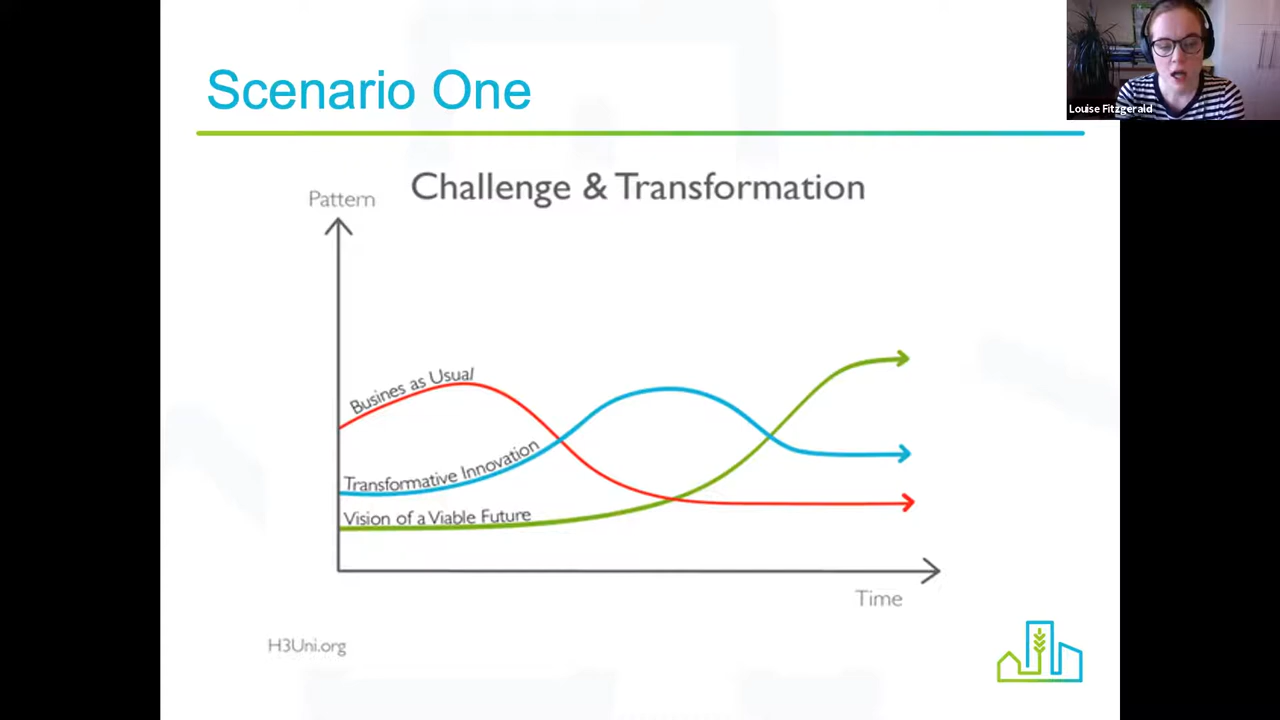 Scenario One
Louise Fitzgerald
Challenge & Transformation
Pattern
Busines as Usual
Transformative Innovation
Vision of a Viable Future
Time
H3Uni.org